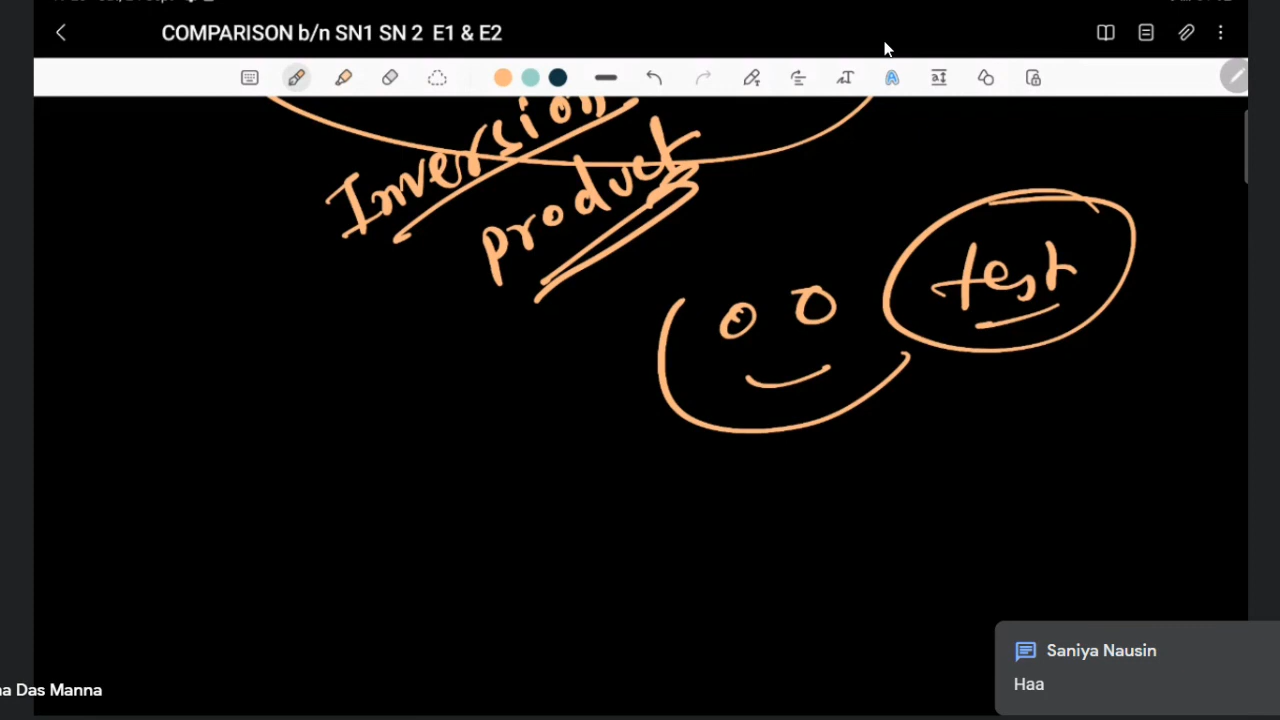 COMPARISON b/n SN1 SN 2 E1 & E2
Inversion
product
test
Saniya Nausin
Haa
a Das Manna